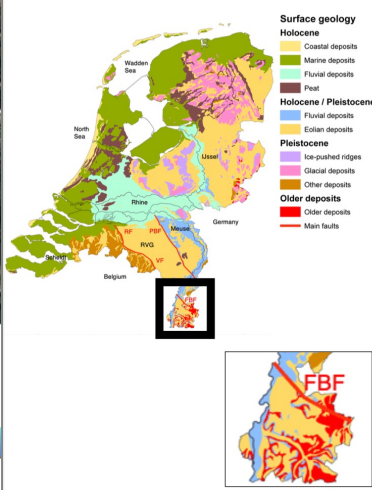 Surface geology
Holocene
Coastal deposits
Marine deposits
Fluvial deposits
Peat
Holocene / Pleistocene
Fluvial deposits
Eolian deposits
Pleistocene
Ice-pushed ridges
Glacial deposits
Other deposits
Older deposits
Older deposits
Main faults
Wadden
Sea
North
Sea
IJssel
Rhine
Germany
Meuse
RF
PBF
RVG
VF
Scheldt
Belgium
FBF
FBF